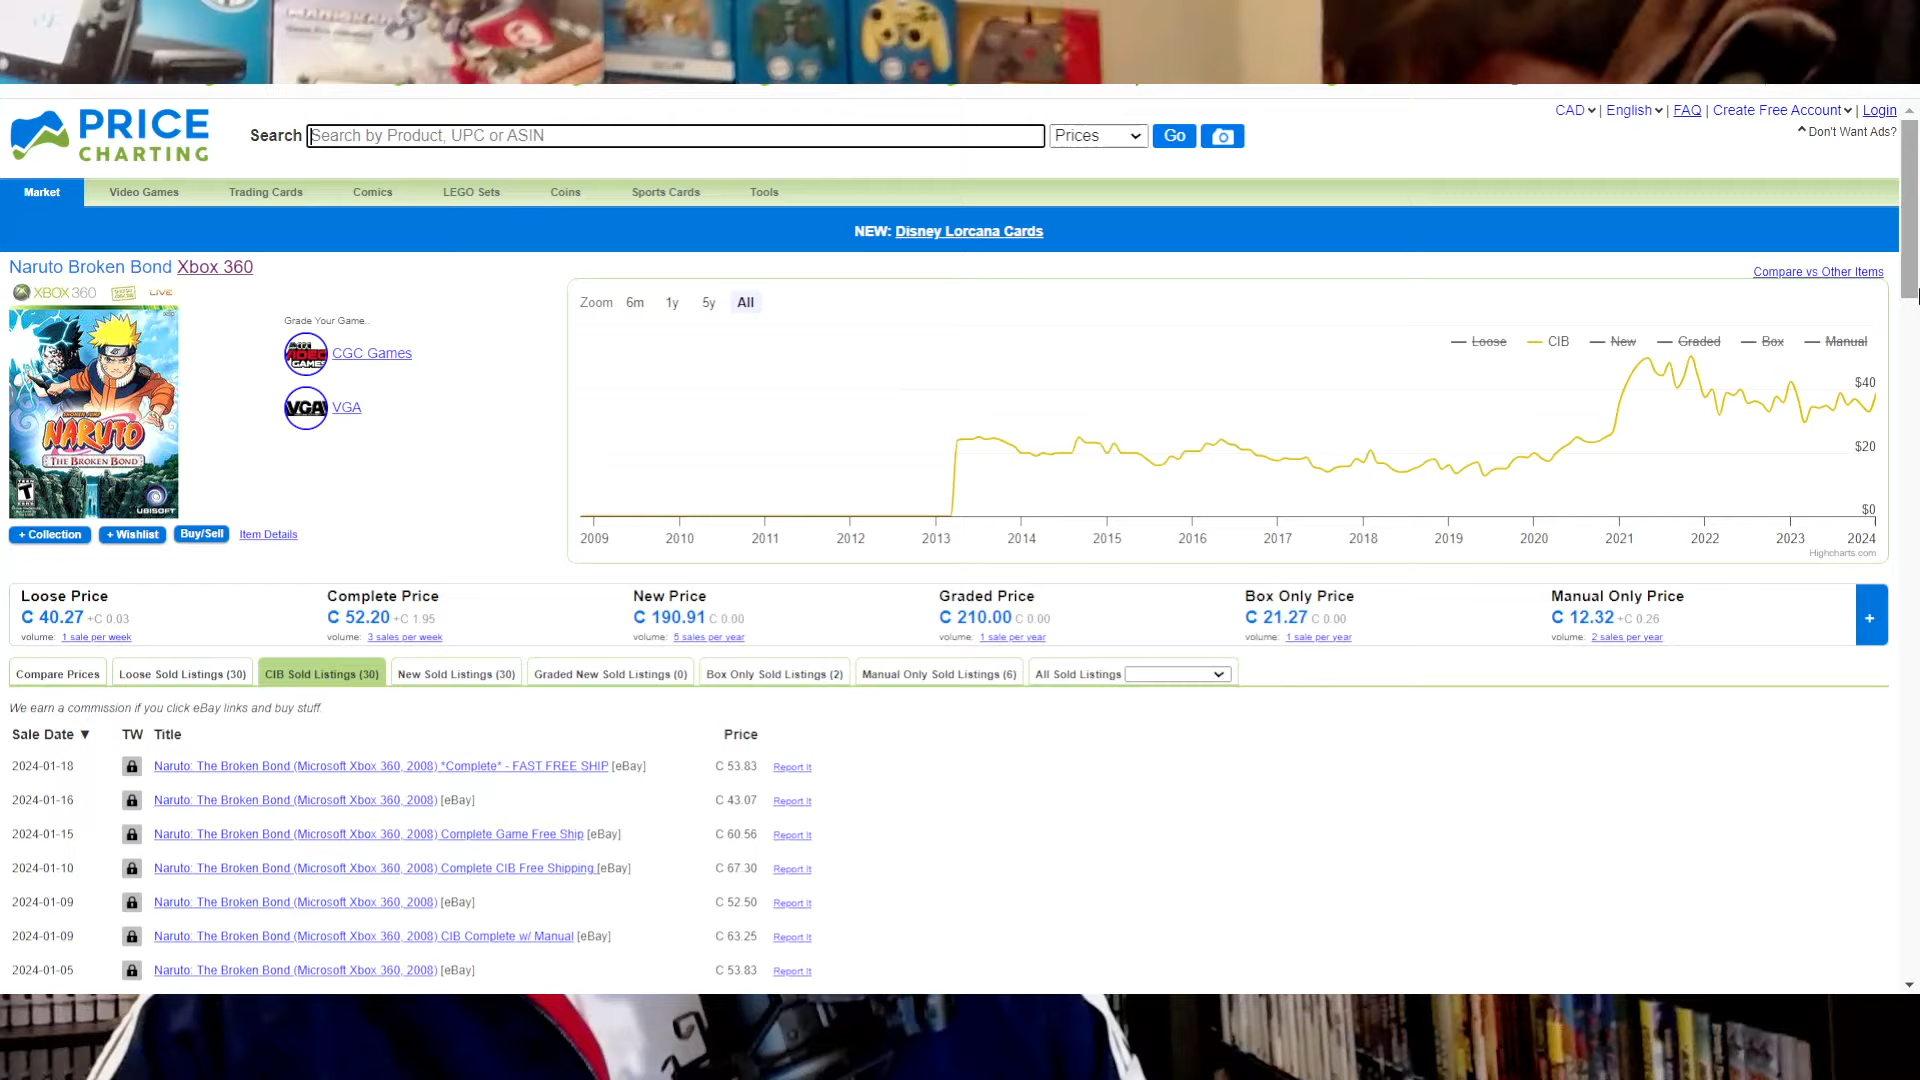 CAD | English | FAQ | Create Free Account | Login
PRICE CHARTING
Search Search by Product, UPC or ASIN Prices Go
^ Don't Want Ads?
Market Video Games Trading Cards Comics LEGO Sets Coins Sports Cards Tools
NEW: Disney Lorcana Cards
Naruto Broken Bond Xbox 360
Compare vs Other Items
XBOX 360 LIVE
Grade Your Game..
CGC Games
VGA VGA
NARUTO
THE BROKEN BOND
T
UBISOFT
+ Collection + Wishlist Buy/Sell Item Details
Zoom 6m 1y 5y All
Loose CIB New Graded Box Manual
$40
$20
$0
2009 2010 2011 2012 2013 2014 2015 2016 2017 2018 2019 2020 2021 2022 2023 2024
Highcharts.com
Loose Price Complete Price New Price Graded Price Box Only Price Manual Only Price
C 40.27 +C 0.03 C 52.20 +C 1.95 C 190.91 C 0.00 C 210.00 C 0.00 C 21.27 C 0.00 C 12.32 +C 0.26 +
volume: 1 sale per week volume: 3 sales per week volume: 5 sales per year volume: 1 sale per year volume: 1 sale per year volume: 2 sales per year
Compare Prices Loose Sold Listings (30) CIB Sold Listings (30) New Sold Listings (30) Graded New Sold Listings (0) Box Only Sold Listings (2) Manual Only Sold Listings (6) All Sold Listings
We earn a commission if you click eBay links and buy stuff.
Sale Date ▼ TW Title Price
2024-01-18 Naruto: The Broken Bond (Microsoft Xbox 360, 2008) *Complete* - FAST FREE SHIP [eBay] C 53.83 Report It
2024-01-16 Naruto: The Broken Bond (Microsoft Xbox 360, 2008) [eBay] C 43.07 Report It
2024-01-15 Naruto: The Broken Bond (Microsoft Xbox 360, 2008) Complete Game Free Ship [eBay] C 60.56 Report It
2024-01-10 Naruto: The Broken Bond (Microsoft Xbox 360, 2008) Complete CIB Free Shipping [eBay] C 67.30 Report It
2024-01-09 Naruto: The Broken Bond (Microsoft Xbox 360, 2008) [eBay] C 52.50 Report It
2024-01-09 Naruto: The Broken Bond (Microsoft Xbox 360, 2008) CIB Complete w/ Manual [eBay] C 63.25 Report It
2024-01-05 Naruto: The Broken Bond (Microsoft Xbox 360, 2008) [eBay] C 53.83 Report It